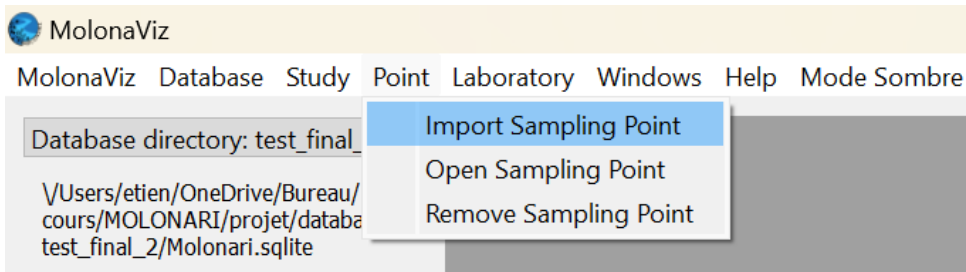 MolonaViz
MolonaViz Database Study Point Laboratory Windows Help Mode Sombre
Import Sampling Point
Open Sampling Point
Remove Sampling Point
Database directory: test_final_
\/Users/etien/OneDrive/Bureau/
cours/MOLONARI/projet/databa
test_final_2/Molonari.sqlite